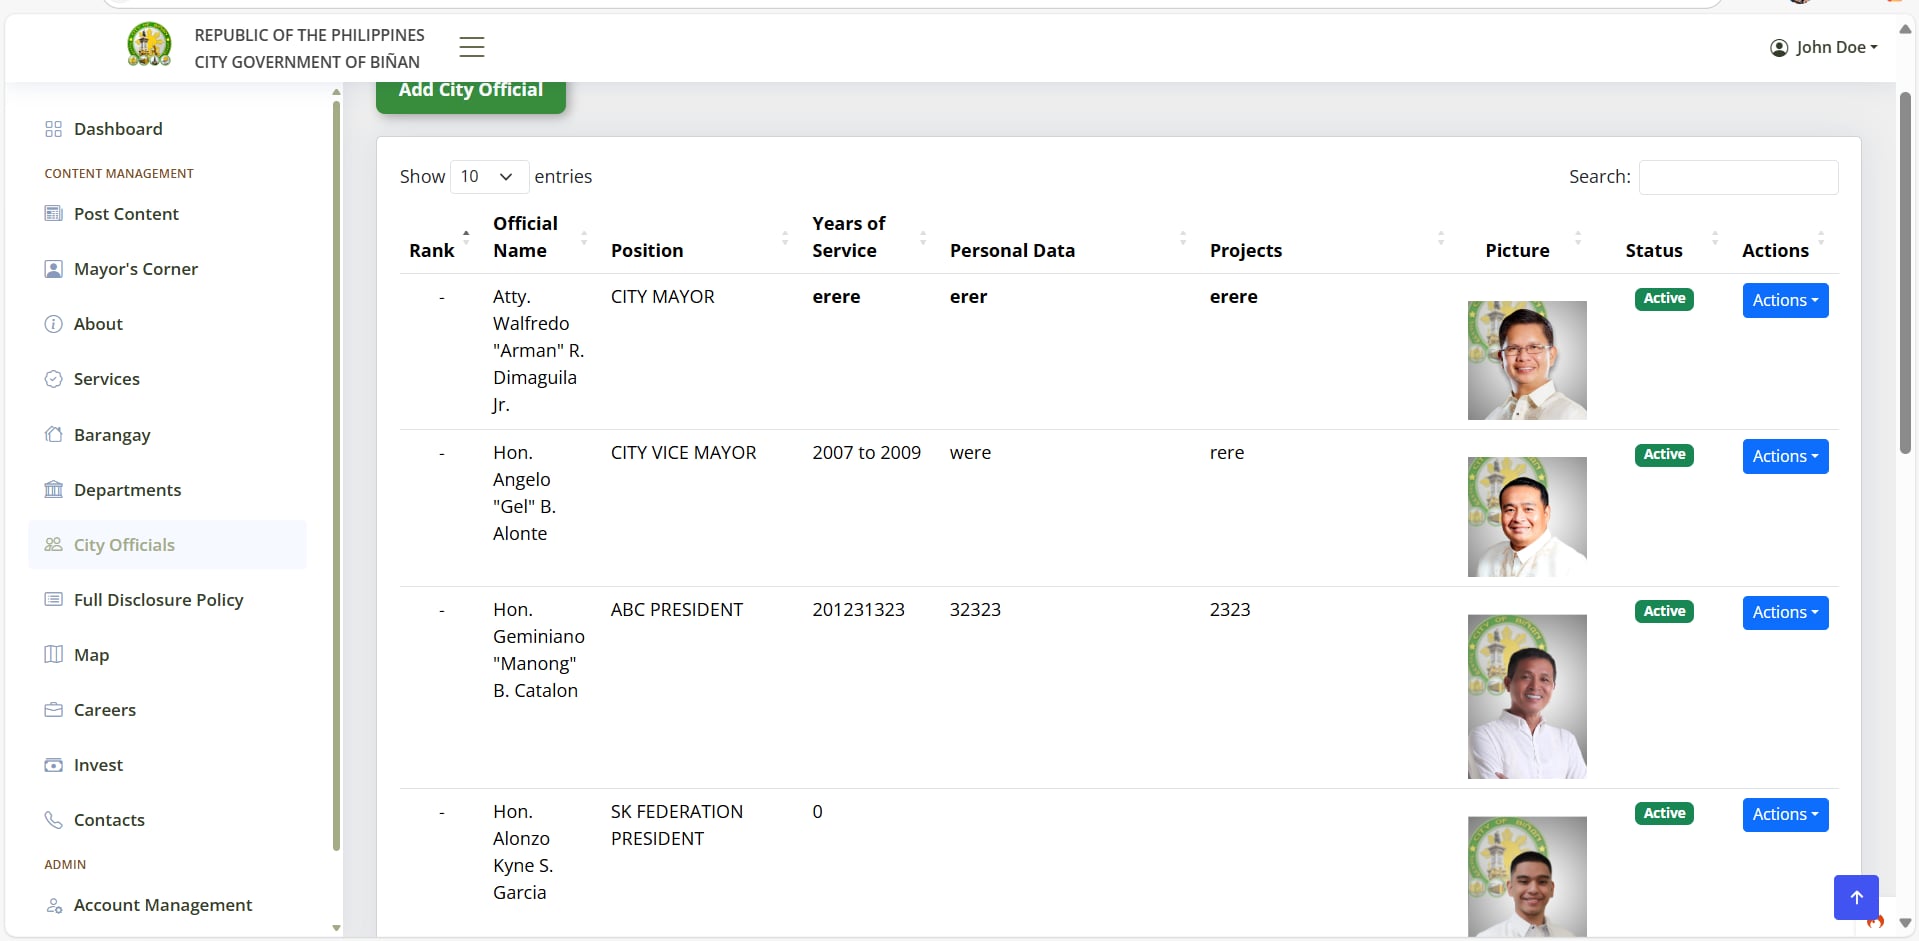 REPUBLIC OF THE PHILIPPINES
CITY GOVERNMENT OF BIÑAN
John Doe
Dashboard
CONTENT MANAGEMENT
Post Content
Mayor's Corner
About
Services
Barangay
Departments
City Officials
Full Disclosure Policy
Map
Careers
Invest
Contacts
ADMIN
Account Management
Add City Official
Show 10 entries
Search:
Rank Official Name Position Years of Service Personal Data Projects Picture Status Actions
- Atty. CITY MAYOR erere erer erere Active Actions
Walfredo
"Arman" R.
Dimaguila
Jr.
- Hon. CITY VICE MAYOR 2007 to 2009 were rere Active Actions
Angelo
"Gel" B.
Alonte
- Hon. ABC PRESIDENT 201231323 32323 2323 Active Actions
Geminiano
"Manong"
B. Catalon
- Hon. SK FEDERATION 0 Active Actions
Alonzo PRESIDENT
Kyne S.
Garcia